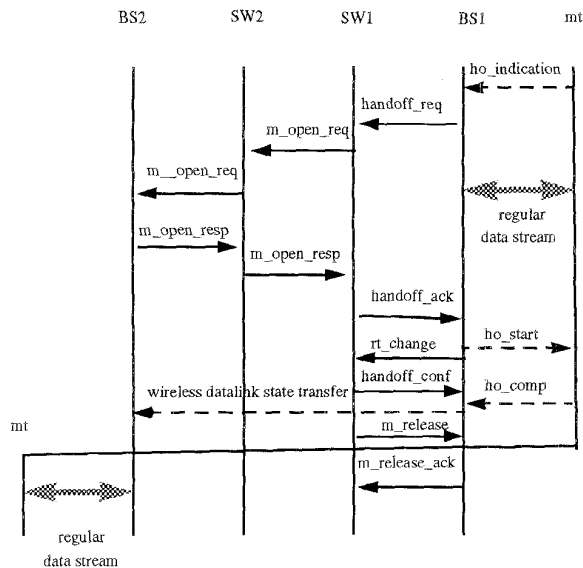 BS2 SW2 SW1 BS1 mt
ho_indication
handoff_req
m_open_req
m__open_req
regular
data stream
m_open_resp
m_open_resp
handoff_ack
rt_change
ho_start
handoff_conf
ho_comp
wireless datalink state transfer
mt
m_release
m_release_ack
regular
data stream